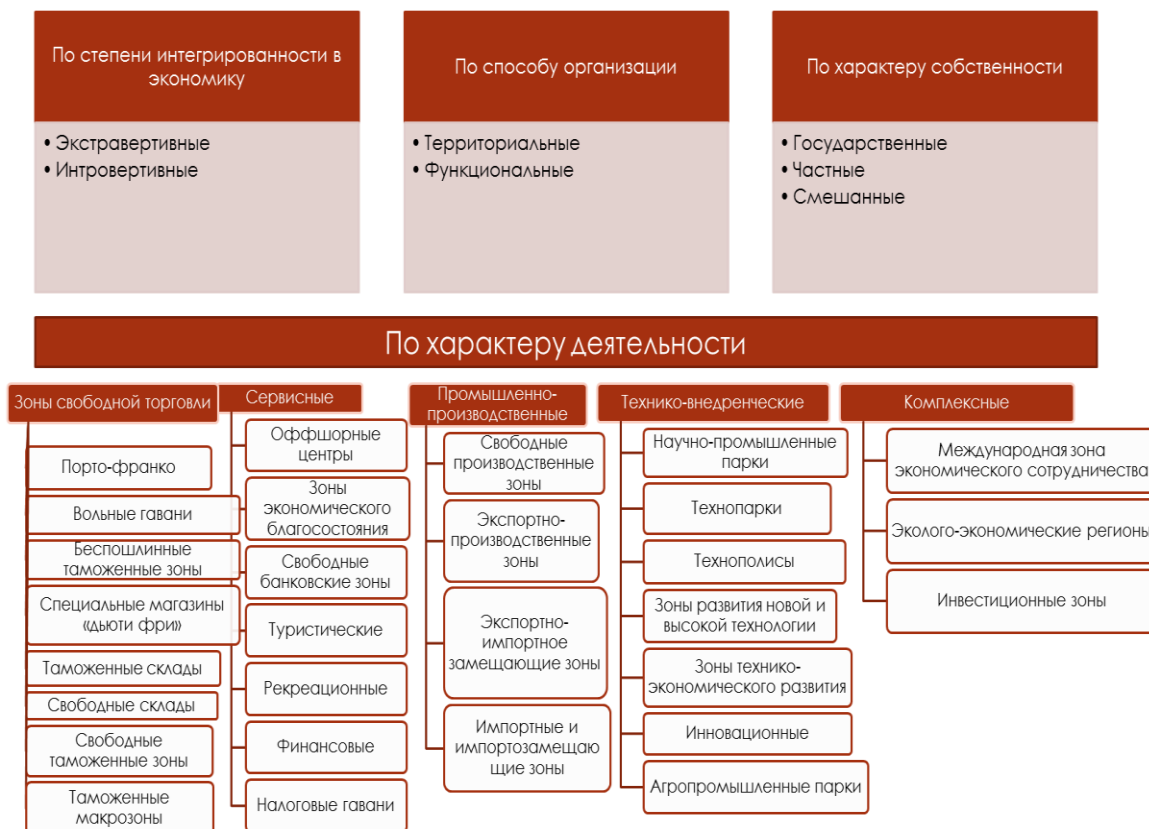 По степени интегрированности в
экономику
• Экстравертивные
• Интровертивные
По способу организации
• Территориальные
• Функциональные
По характеру собственности
• Государственные
• Частные
• Смешанные
По характеру деятельности
Зоны свободной торговли
Порто-франко
Вольные гавани
Беспошлинные
таможенные зоны
Специальные магазины
«дьюти фри»
Таможенные склады
Свободные склады
Свободные
таможенные зоны
Таможенные
макрозоны
Сервисные
Оффшорные
центры
Зоны
экономического
благосостояния
Свободные
банковские зоны
Туристические
Рекреационные
Финансовые
Налоговые гавани
Промышленно-
производственные
Свободные
производственные
зоны
Экспортно-
производственные
зоны
Экспортно-
импортное
замещающие зоны
Импортные и
импортозамещаю
щие зоны
Технико-внедренческие
Научно-промышленные
парки
Технопарки
Технополисы
Зоны развития новой и
высокой технологии
Зоны технико-
экономического развития
Инновационные
Агропромышленные парки
Комплексные
Международная зона
экономического сотрудничества
Эколого-экономические регионы
Инвестиционные зоны